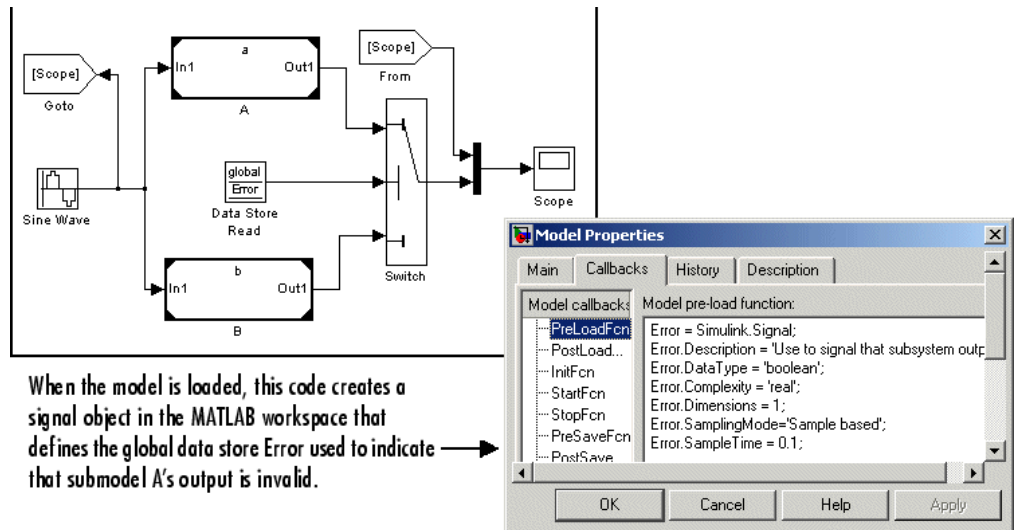 a
[Scope]
From
[Scope]
In1
Out1
Goto
A
global
Error
Data Store
Read
Sine Wave
Scope
Switch
b
In1
Out1
B
Model Properties
Main
Callbacks
History
Description
Model callbacks
PreLoadFcn
PostLoad...
InitFcn
StartFcn
StopFcn
PreSaveFcn
PostSave
Model pre-load function:
Error = Simulink.Signal;
Error.Description = 'Use to signal that subsystem outp
Error.DataType = 'boolean';
Error.Complexity = 'real';
Error.Dimensions = 1;
Error.SamplingMode='Sample based';
Error.SampleTime = 0.1;
OK
Cancel
Help
Apply
When the model is loaded, this code creates a
signal object in the MATLAB workspace that
defines the global data store Error used to indicate
that submodel A's output is invalid.